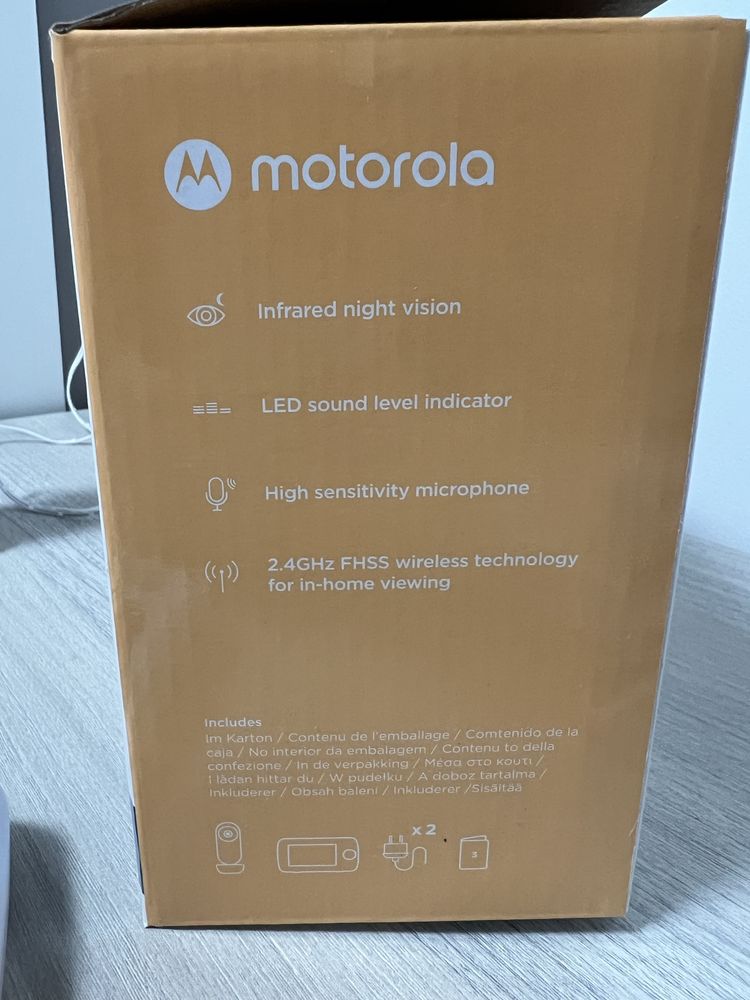 motorola
Infrared night vision
LED sound level indicator
High sensitivity microphone
2.4GHz FHSS wireless technology
for in-home viewing
Includes
Im Karton / Contenu de l'emballage / Comtenido de la
caja / No interior da embalagem / Contenu to della
confezione / In de verpakking / Μέσα στο κουτι /
I lådan hittar du / W pudełku / A doboz tartalma /
Inkluderer / Obsah balení / Inkluderer /Sisältää
x 2
3